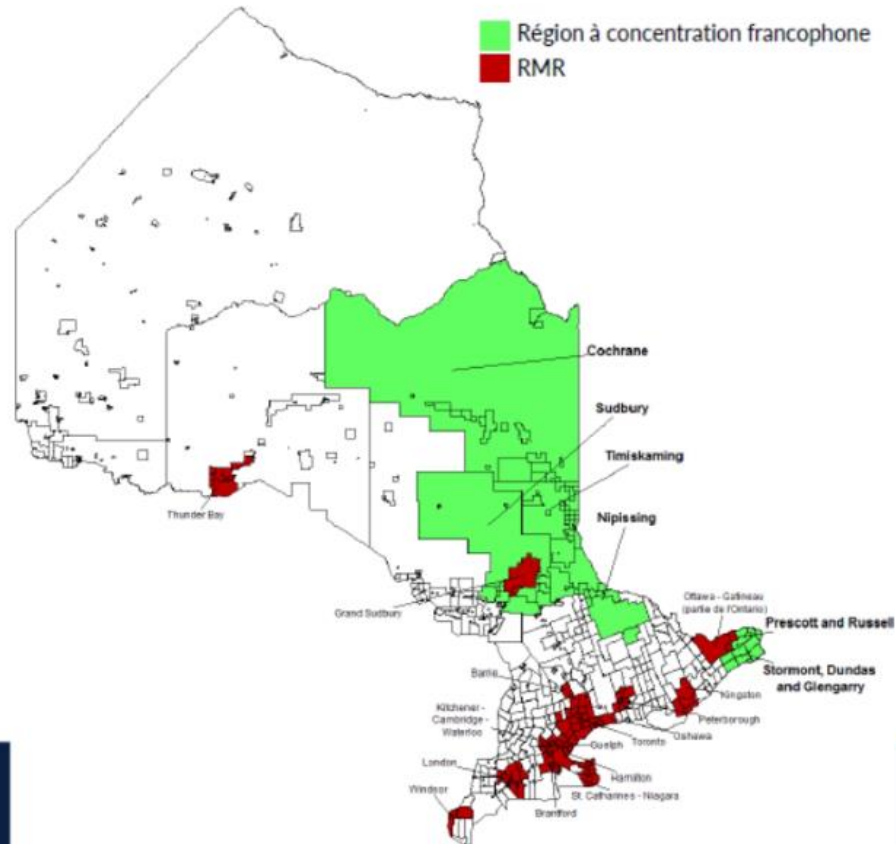 Région à concentration francophone
RMR
Cochrane
Sudbury
Timiskaming
Nipissing
Thunder Bay
Grand Sudbury
Ottawa - Gatineau
(partie de l'Ontario)
Prescott and Russell
Stormont, Dundas
and Glengarry
Barrie
Kingston
Kitchener -
Cambridge -
Waterloo
Peterborough
Oshawa
Toronto
Guelph
London
Hamilton
Windsor
St. Catharines - Niagara
Brantford